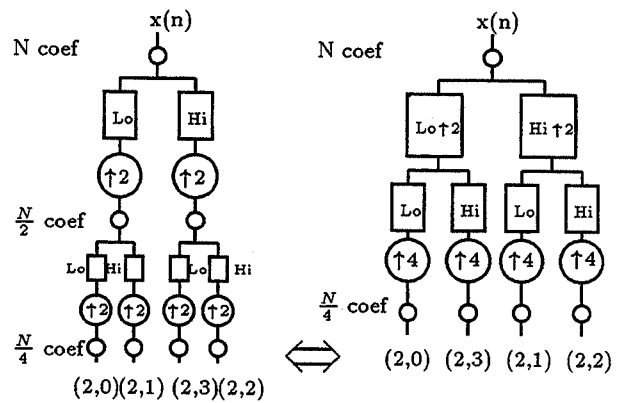 x(n)
N coef
Lo
Hi
↑2
↑2
N/2 coef
Lo
Hi
Lo
Hi
↑2
↑2
↑2
↑2
N/4 coef
(2,0)(2,1) (2,3)(2,2)
⟺
x(n)
N coef
Lo↑2
Hi↑2
Lo
Hi
Lo
Hi
↑4
↑4
↑4
↑4
N/4 coef
(2,0) (2,3) (2,1) (2,2)